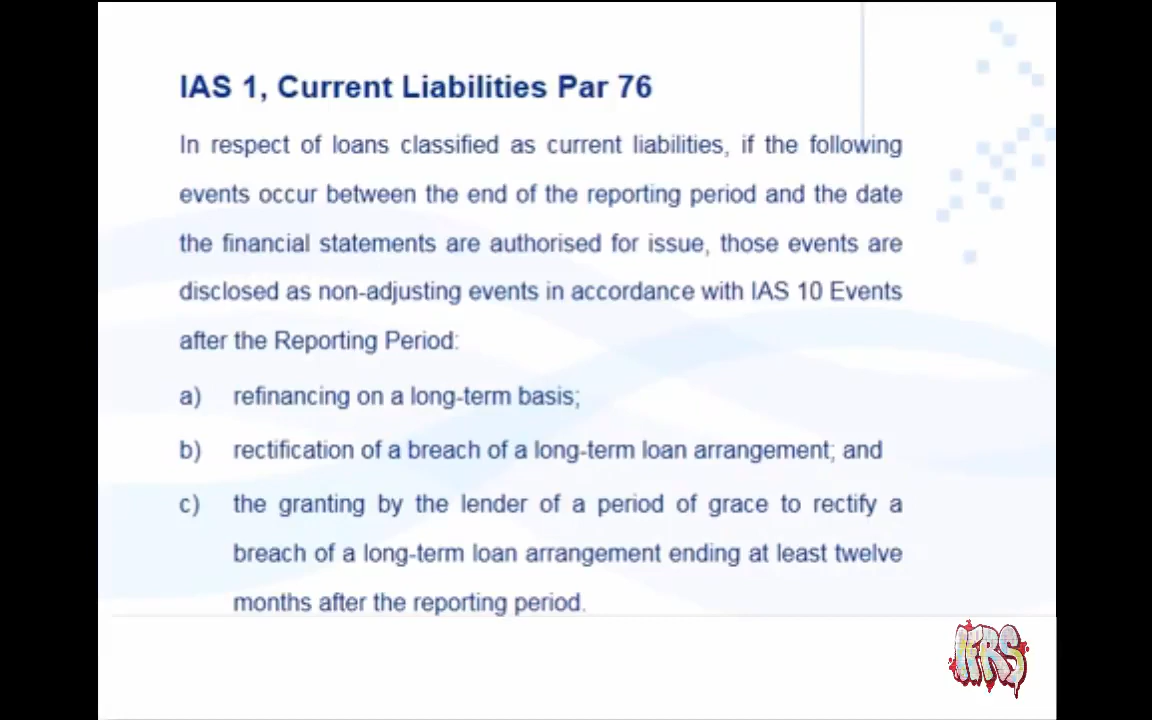 IAS 1, Current Liabilities Par 76
In respect of loans classified as current liabilities, if the following
events occur between the end of the reporting period and the date
the financial statements are authorised for issue, those events are
disclosed as non-adjusting events in accordance with IAS 10 Events
after the Reporting Period:
a) refinancing on a long-term basis;
b) rectification of a breach of a long-term loan arrangement; and
c) the granting by the lender of a period of grace to rectify a
breach of a long-term loan arrangement ending at least twelve
months after the reporting period.
IFRS